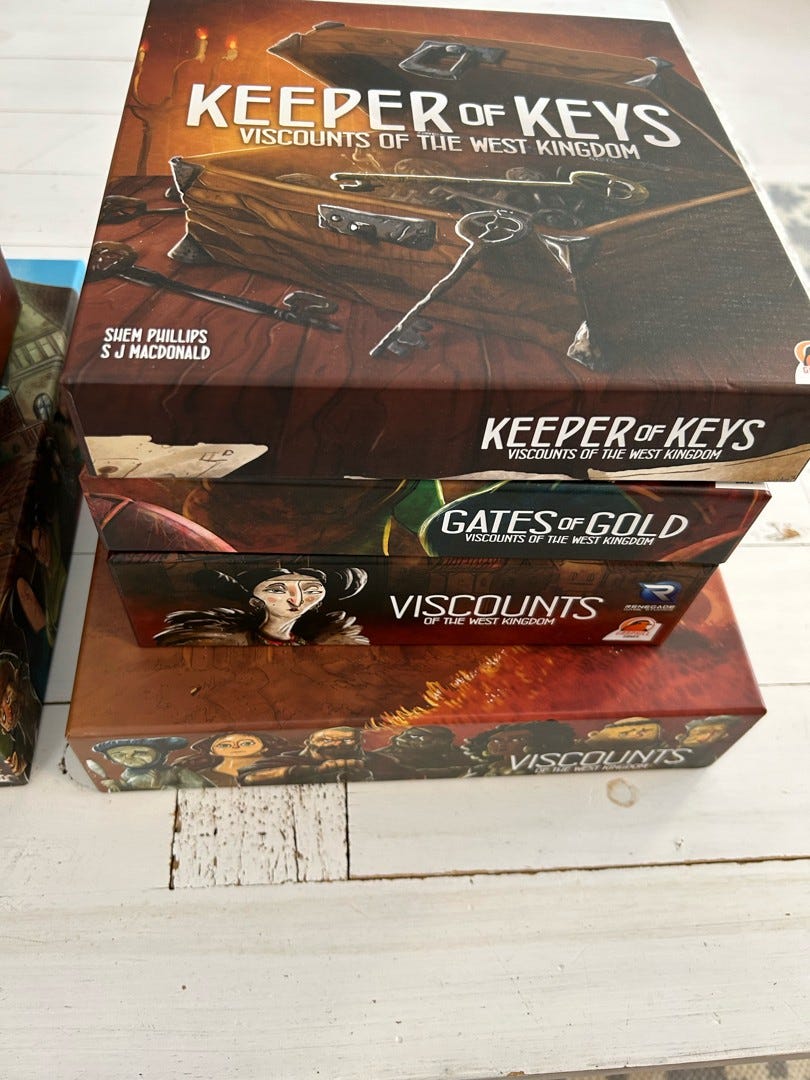 KEEPER OF KEYS
VISCOUNTS OF THE WEST KINGDOM
SHEM PHILLIPS
S J MACDONALD
KEEPER OF KEYS
VISCOUNTS OF THE WEST KINGDOM
GATES OF GOLD
VISCOUNTS OF THE WEST KINGDOM
VISCOUNTS
OF THE WEST KINGDOM
RENEGADE
VISCOUNTS
OF THE WEST KINGDOM